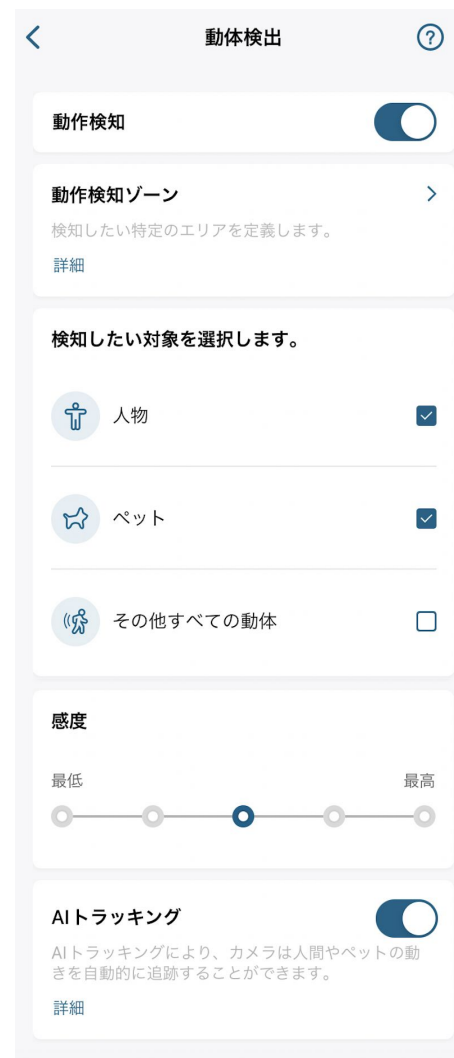 動体検出
動作検知
動作検知ゾーン
検知したい特定のエリアを定義します。
詳細
検知したい対象を選択します。
人物
ペット
その他すべての動体
感度
最低
最高
AIトラッキング
AIトラッキングにより、カメラは人間やペットの動
きを自動的に追跡することができます。
詳細